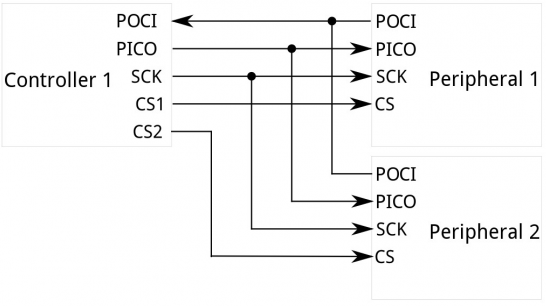 POCI
PICO
SCK
CS1
CS2
Controller 1
POCI
PICO
SCK
CS
Peripheral 1
POCI
PICO
SCK
CS
Peripheral 2